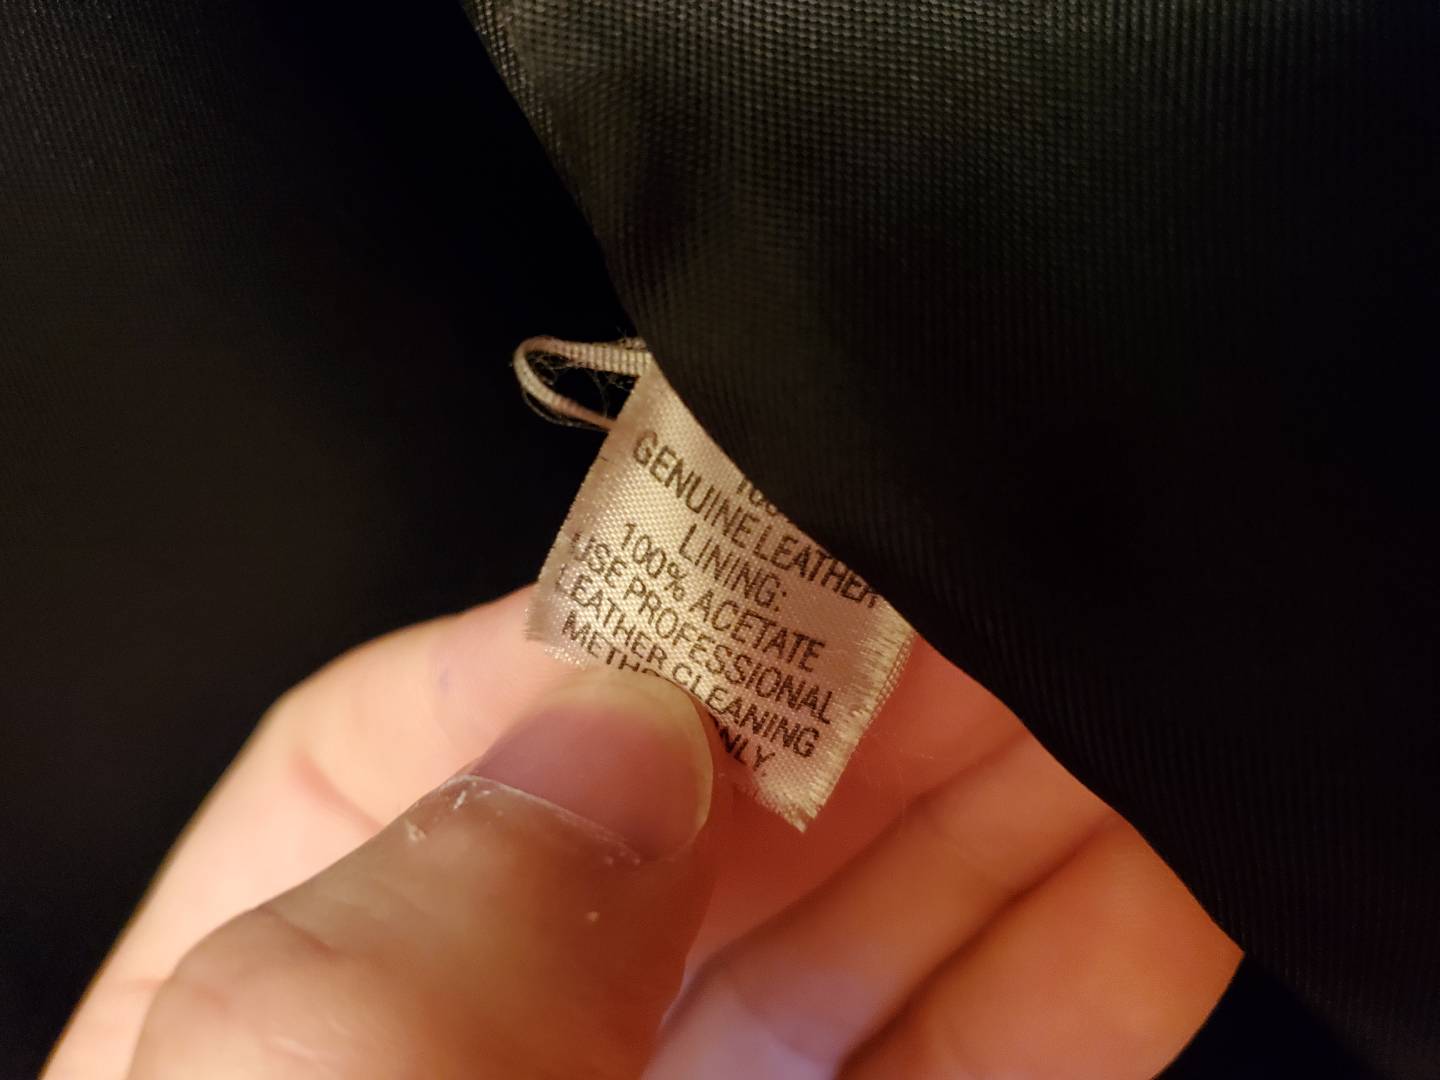 GENUINE LEATHER
LINING:
100% ACETATE
USE PROFESSIONAL
LEATHER CLEANING